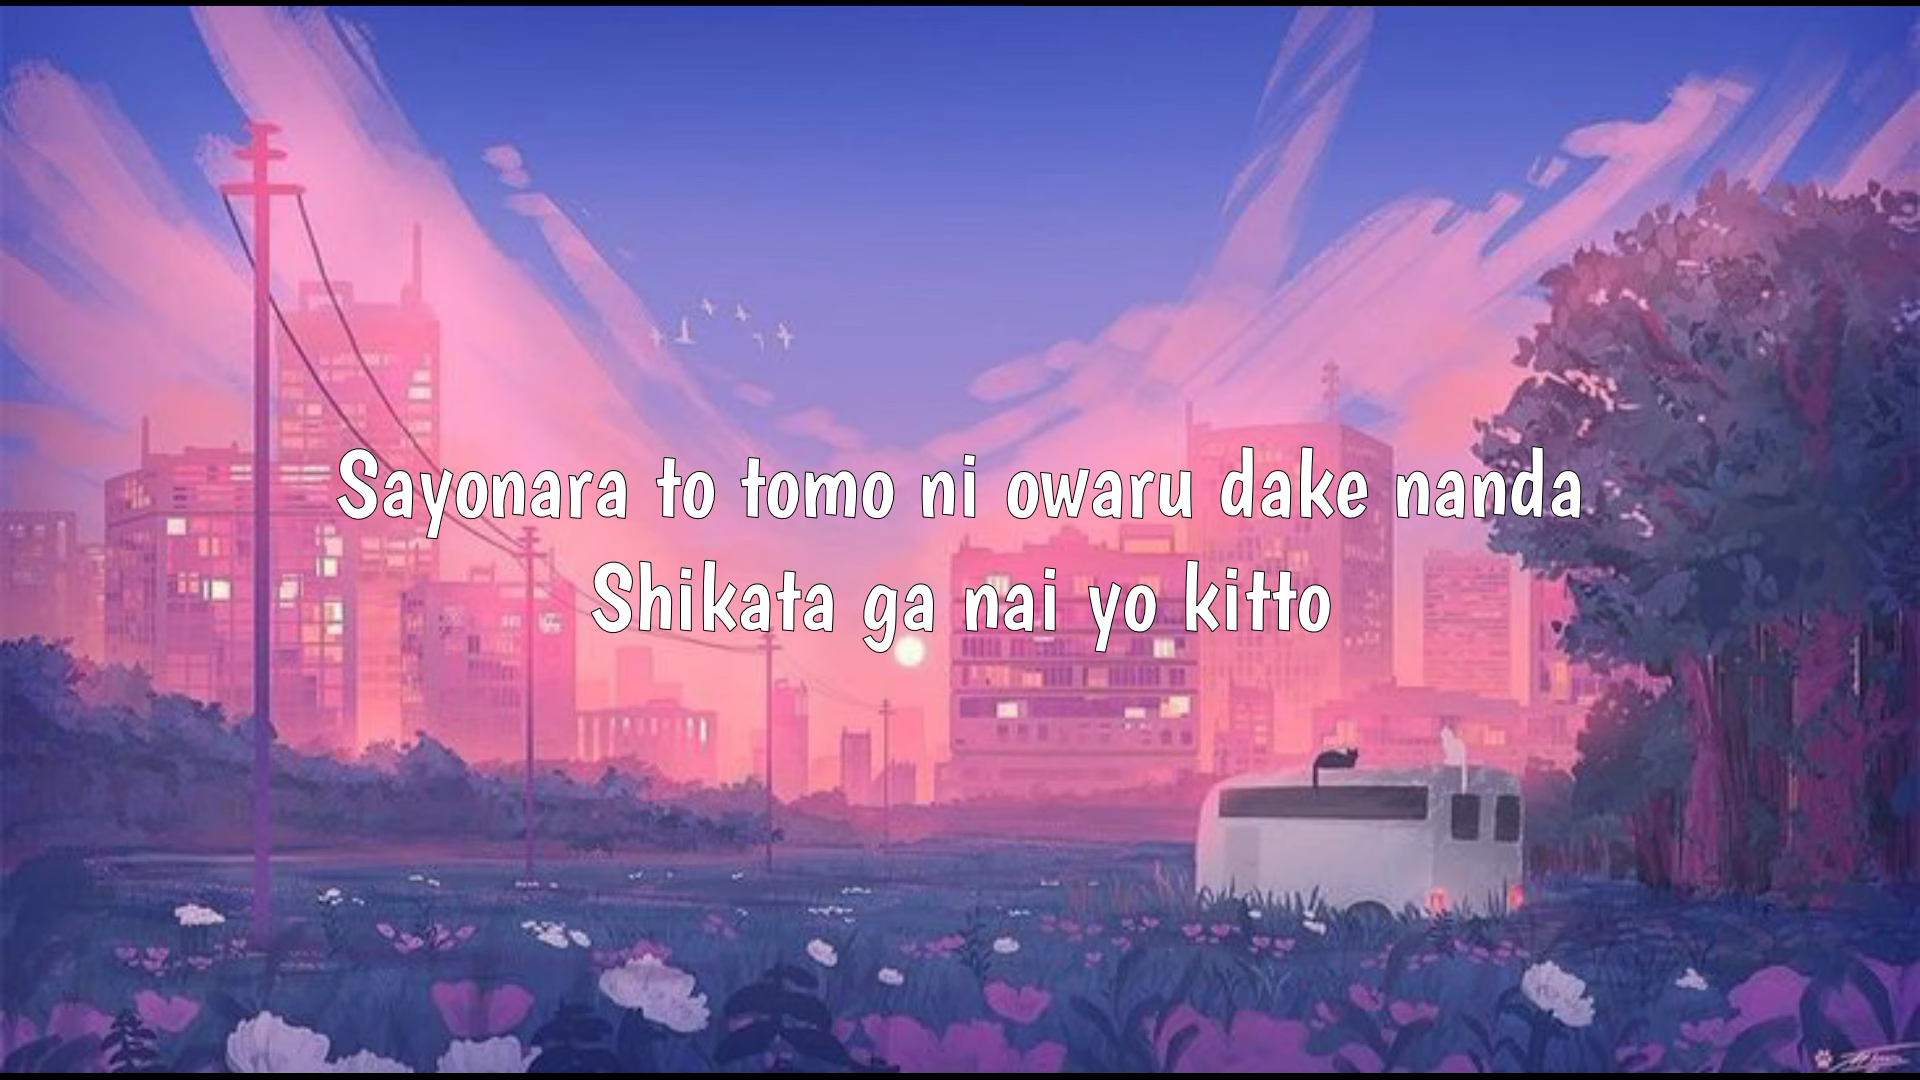 Sayonara to tomo ni owaru dake nanda
Shikata ga nai yo kitto